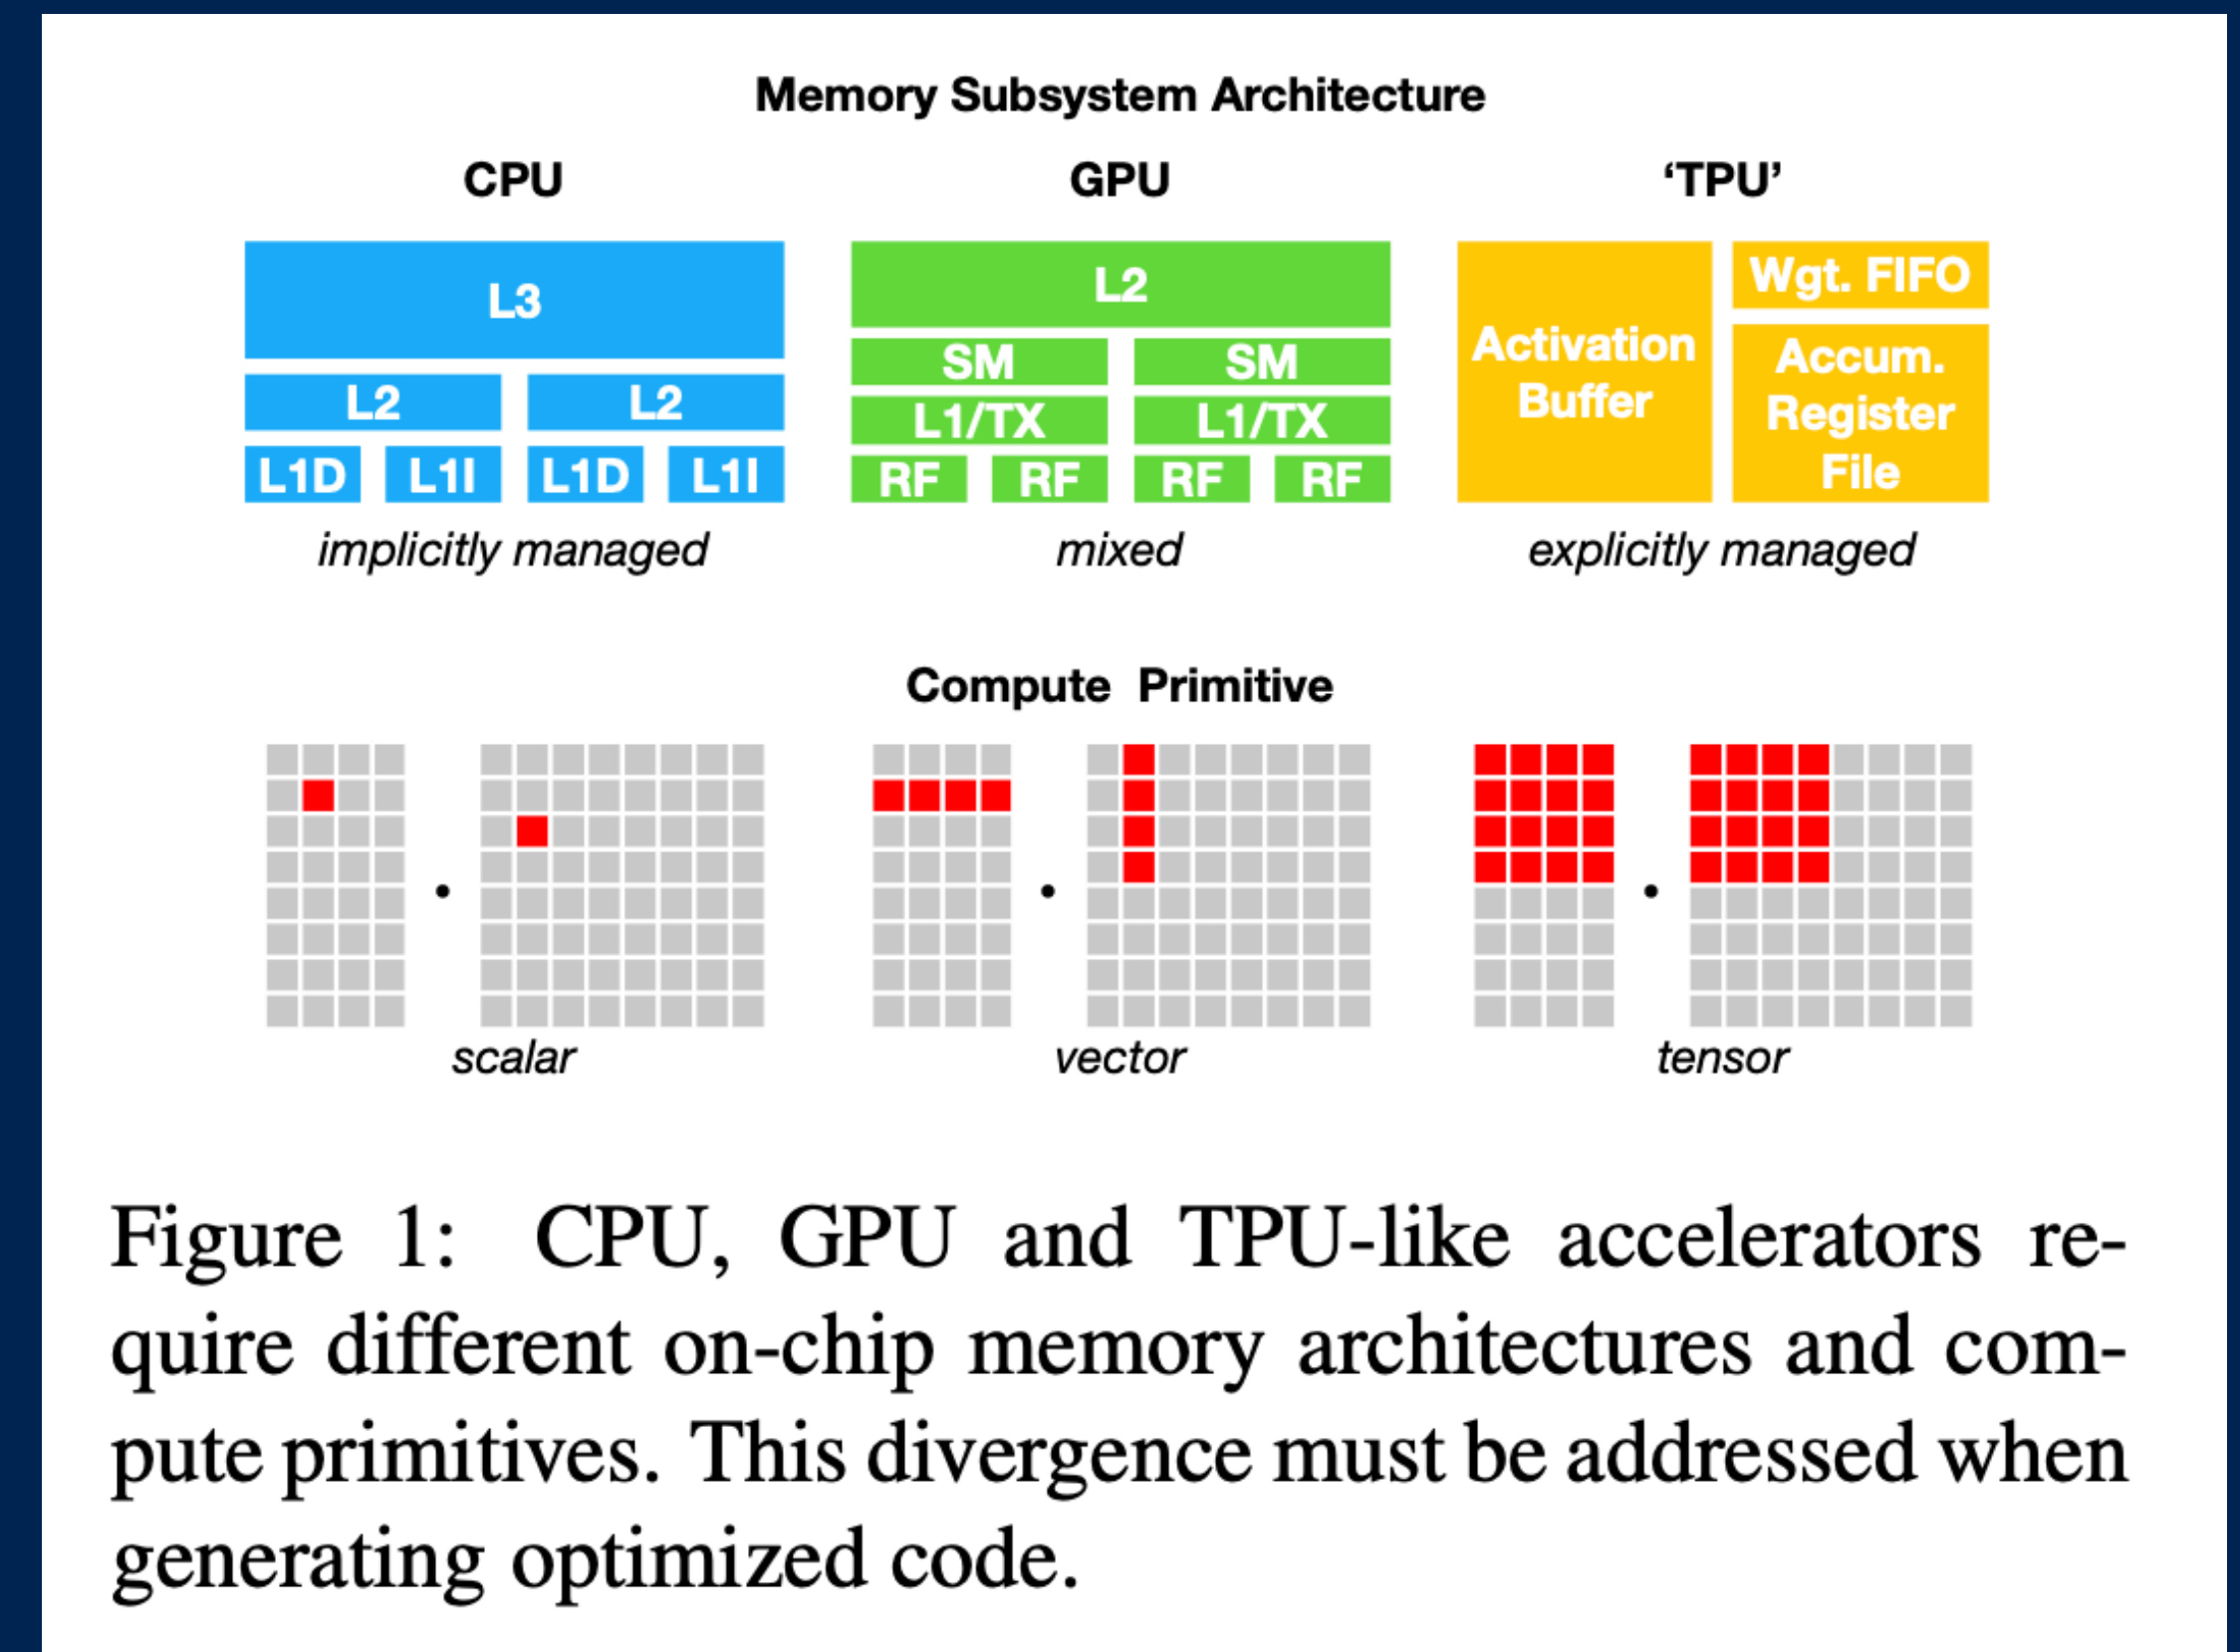 Memory Subsystem Architecture
CPU
GPU
‘TPU’
L3
L2 L2
L1D L1I L1D L1I
implicitly managed
L2
SM SM
L1/TX L1/TX
RF RF RF RF
mixed
Activation
Buffer
Wgt. FIFO
Accum.
Register
File
explicitly managed
Compute Primitive
scalar
vector
tensor
Figure 1: CPU, GPU and TPU-like accelerators re-
quire different on-chip memory architectures and com-
pute primitives. This divergence must be addressed when
generating optimized code.